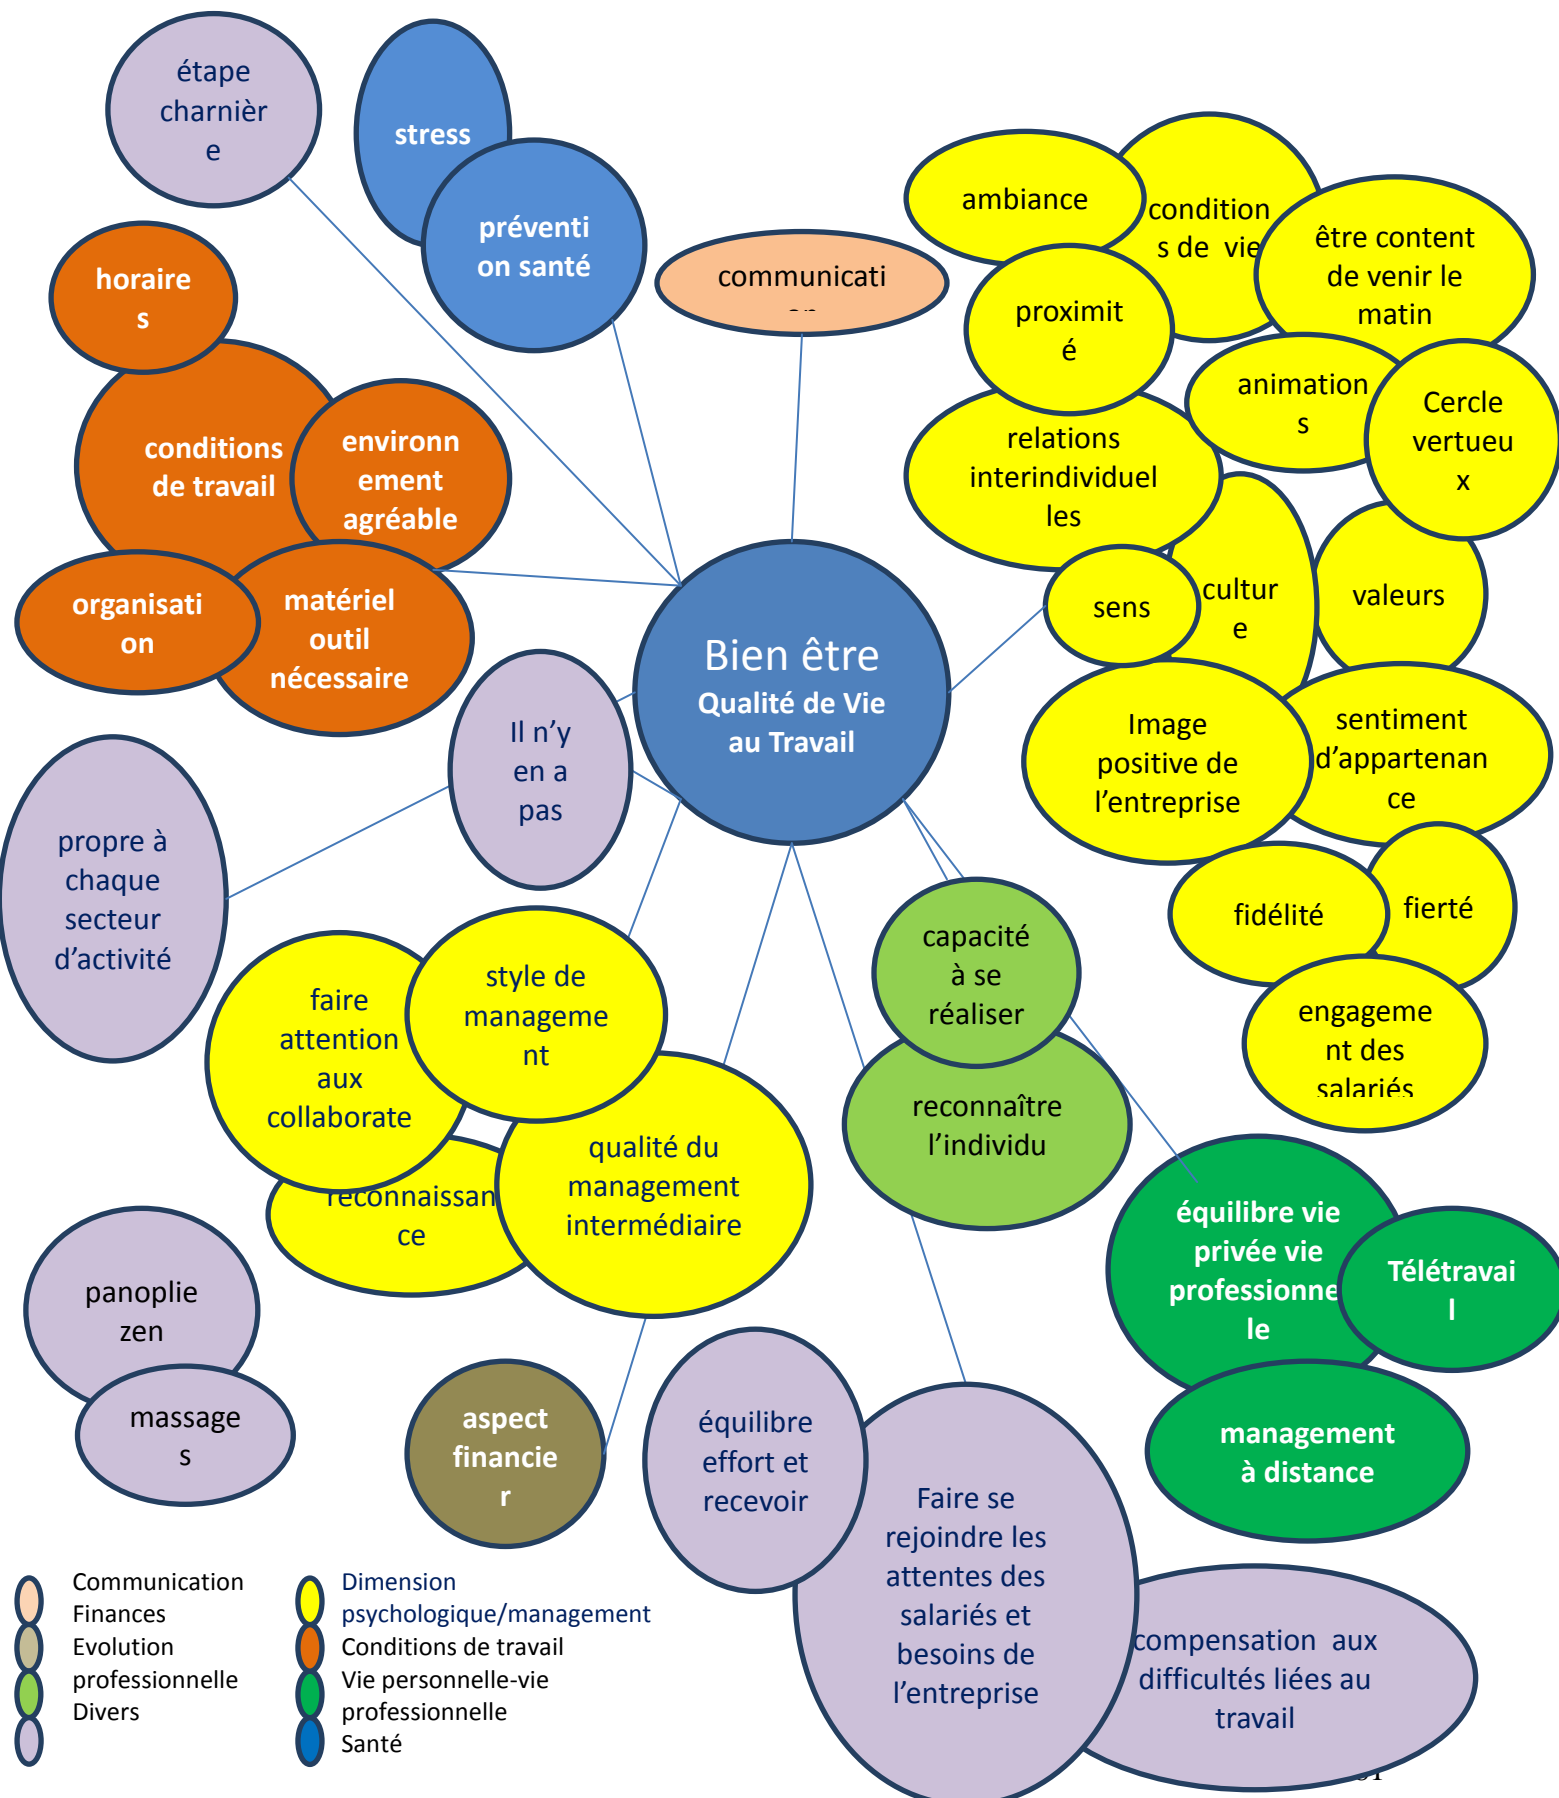 étape
charnièr
e
stress
préventi
on santé
communicati
ambiance
condition
s de vie
être content
de venir le
matin
proximit
é
animation
s
Cercle
vertueu
x
horaire
s
conditions
de travail
environn
ement
agréable
organisati
on
matériel
outil
nécessaire
relations
interindividuel
les
sens
cultur
e
valeurs
Bien être
Qualité de Vie
au Travail
Il n’y
en a
pas
Image
positive de
l’entreprise
sentiment
d’appartenan
ce
propre à
chaque
secteur
d’activité
fidélité
fierté
engageme
nt des
salariés
faire
attention
aux
collaborate
style de
manageme
nt
capacité
à se
réaliser
reconnaître
l’individu
reconnaissan
ce
qualité du
management
intermédiaire
équilibre vie
privée vie
professionne
le
Télétravai
l
management
à distance
panoplie
zen
massage
s
aspect
financie
r
équilibre
effort et
recevoir
Faire se
rejoindre les
attentes des
salariés et
besoins de
l’entreprise
compensation aux
difficultés liées au
travail
Communication
Finances
Evolution
professionnelle
Divers
Dimension
psychologique/management
Conditions de travail
Vie personnelle-vie
professionnelle
Santé